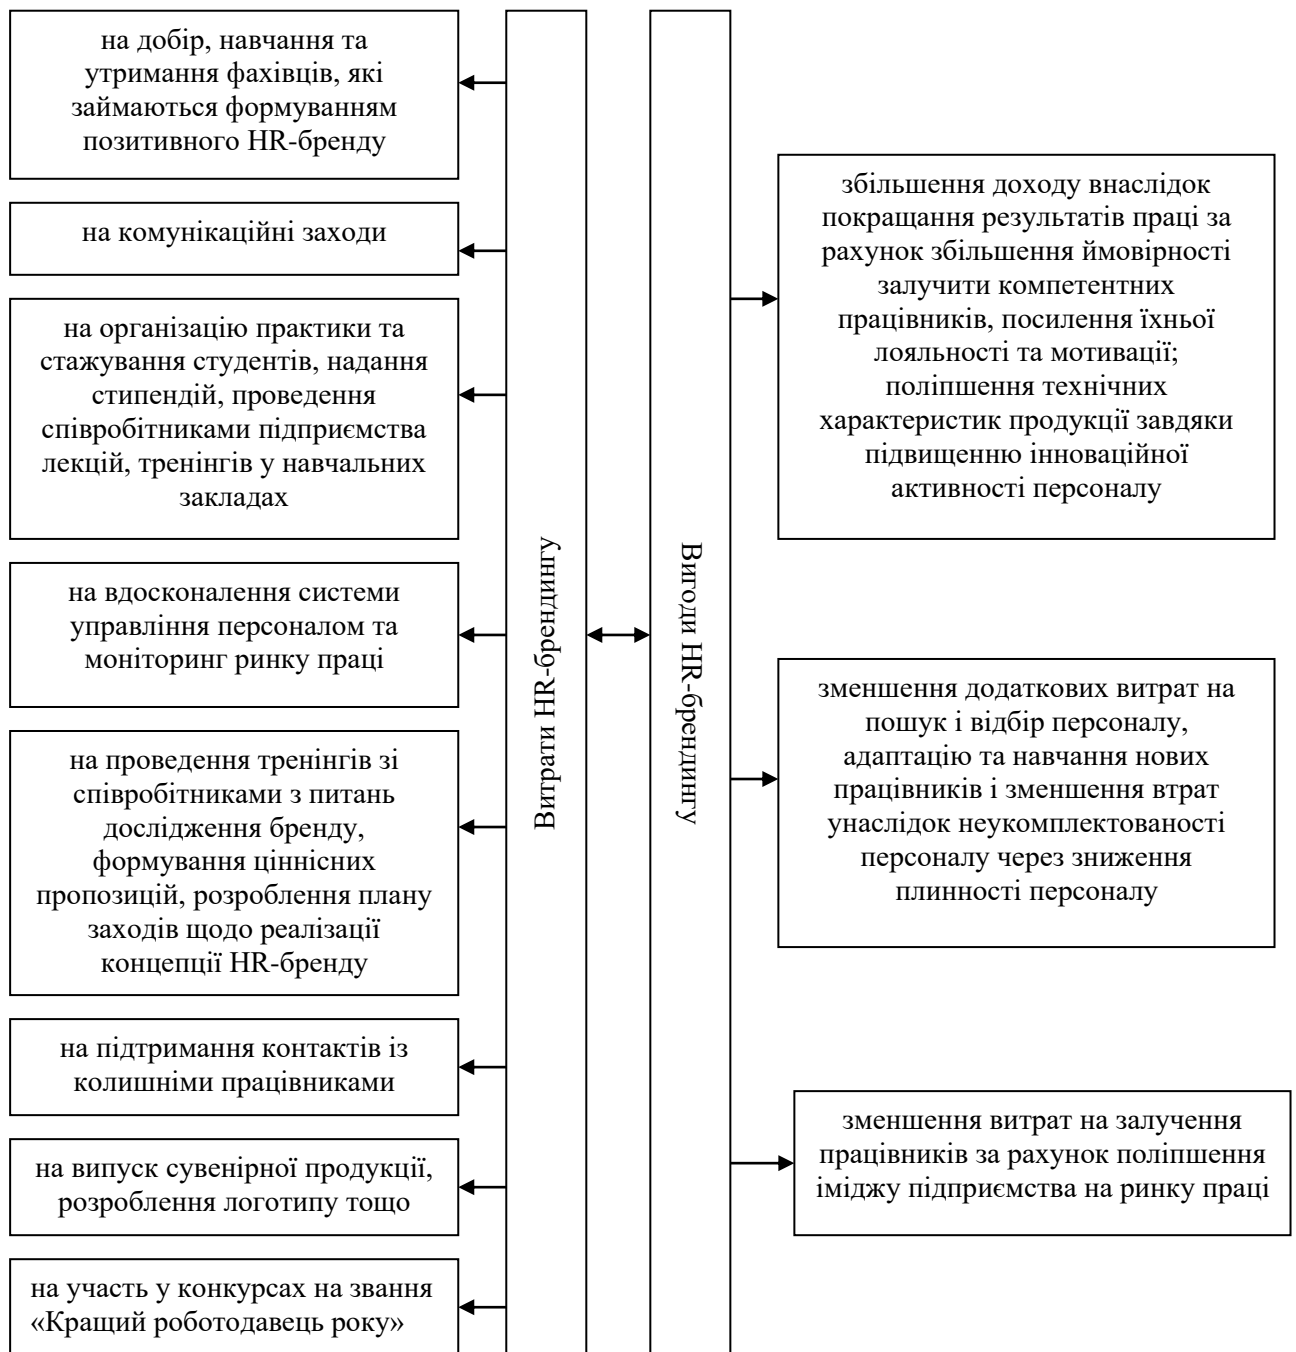 на добір, навчання та
утримання фахівців, які
займаються формуванням
позитивного HR-бренду
на комунікаційні заходи
на організацію практики та
стажування студентів, надання
стипендій, проведення
співробітниками підприємства
лекцій, тренінгів у навчальних
закладах
на вдосконалення системи
управління персоналом та
моніторинг ринку праці
на проведення тренінгів зі
співробітниками з питань
дослідження бренду,
формування ціннісних
пропозицій, розроблення плану
заходів щодо реалізації
концепції HR-бренду
на підтримання контактів із
колишніми працівниками
на випуск сувенірної продукції,
розроблення логотипу тощо
на участь у конкурсах на звання
«Кращий роботодавець року»
Витрати HR-брендингу
Вигоди HR-брендингу
збільшення доходу внаслідок
покращання результатів праці за
рахунок збільшення ймовірності
залучити компетентних
працівників, посилення їхньої
лояльності та мотивації;
поліпшення технічних
характеристик продукції завдяки
підвищенню інноваційної
активності персоналу
зменшення додаткових витрат на
пошук і відбір персоналу,
адаптацію та навчання нових
працівників і зменшення втрат
унаслідок неукомплектованості
персоналу через зниження
плинності персоналу
зменшення витрат на залучення
працівників за рахунок поліпшення
іміджу підприємства на ринку праці